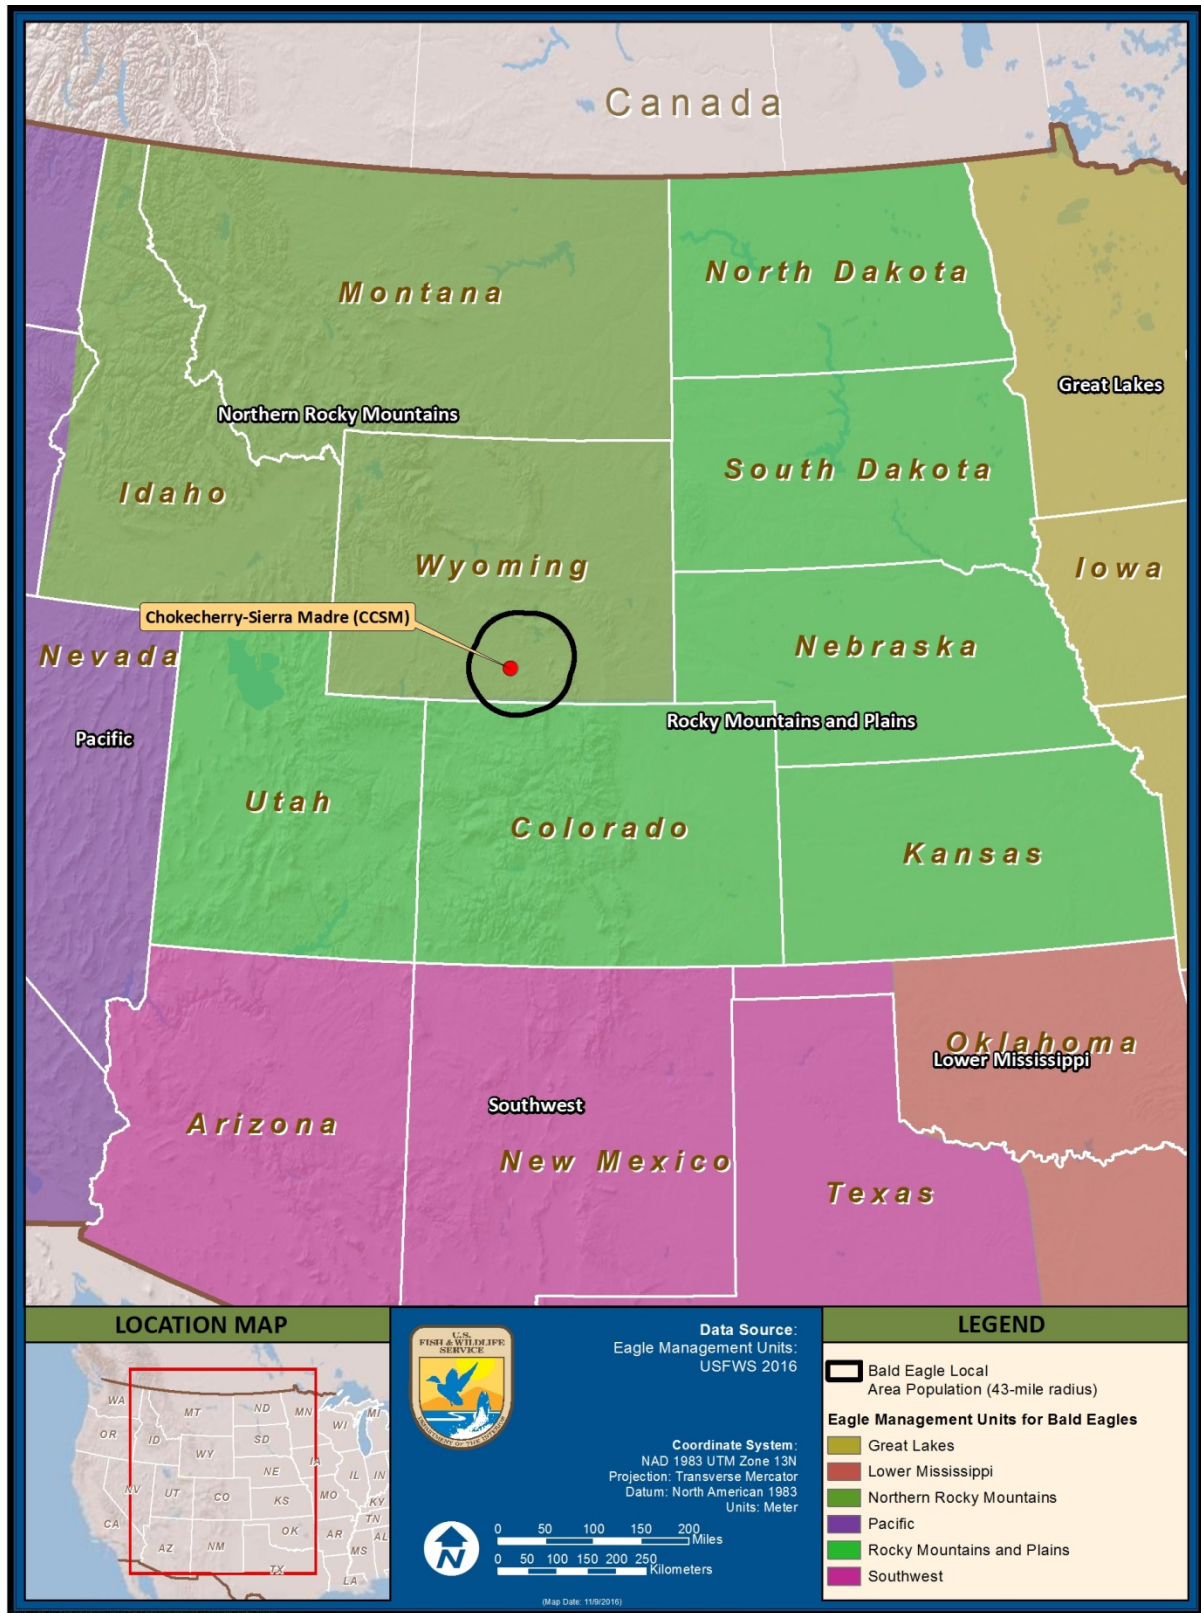 Canada
North Dakota
Montana
Great Lakes
Northern Rocky Mountains
South Dakota
Idaho
Wyoming
Iowa
Chokecherry-Sierra Madre (CCSM)
Nevada
Nebraska
Rocky Mountains and Plains
Pacific
Utah
Colorado
Kansas
Oklahoma
Lower Mississippi
Southwest
Arizona
New Mexico
Texas
LOCATION MAP
WA
MT
ND
MN
MI
OR
ID
SD
WI
WY
IA
NE
NV
UT
CO
IL
IN
KS
MO
KY
CA
TN
OK
AR
AL
AZ
NM
MS
TX
LA
U.S.
FISH & WILDLIFE
SERVICE
DEPARTMENT OF THE INTERIOR
N
Data Source:
Eagle Management Units:
USFWS 2016
Coordinate System:
NAD 1983 UTM Zone 13N
Projection: Transverse Mercator
Datum: North American 1983
Units: Meter
0 50 100 150 200
Miles
0 50 100 150 200 250
Kilometers
(Map Date: 11/9/2016)
LEGEND
Bald Eagle Local
Area Population (43-mile radius)
Eagle Management Units for Bald Eagles
Great Lakes
Lower Mississippi
Northern Rocky Mountains
Pacific
Rocky Mountains and Plains
Southwest